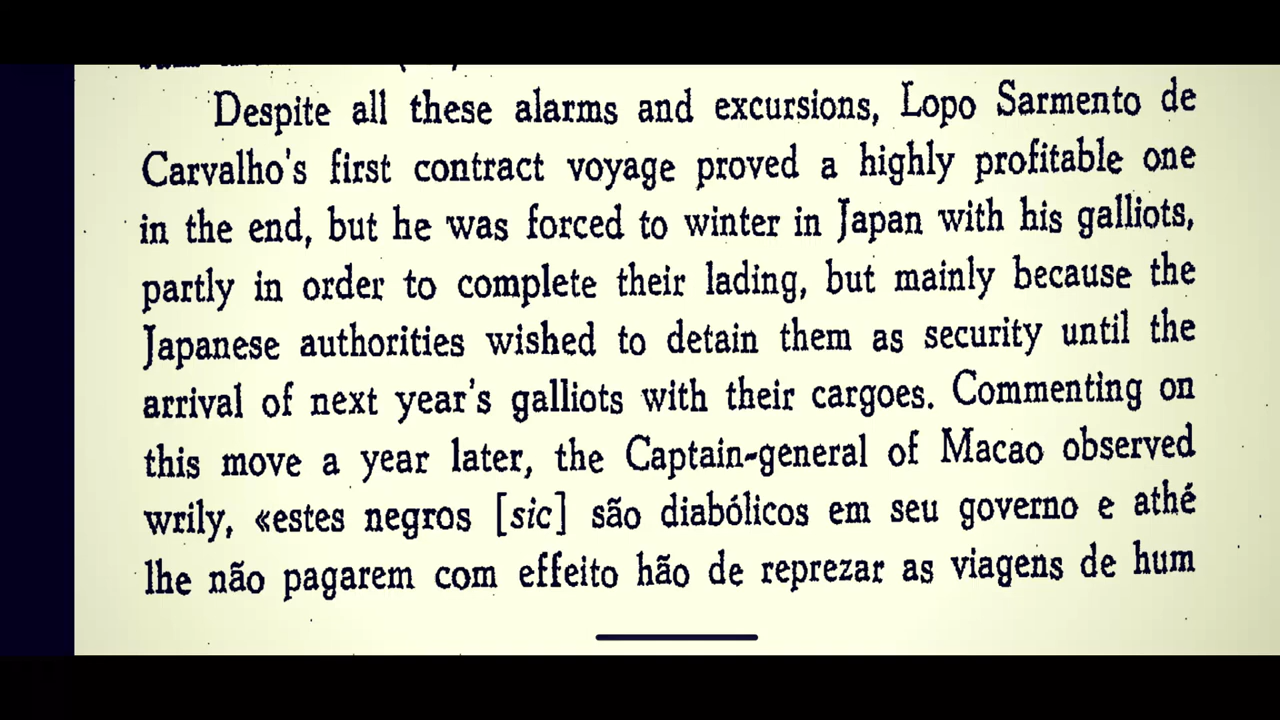 Despite all these alarms and excursions, Lopo Sarmento de
Carvalho's first contract voyage proved a highly profitable one
in the end, but he was forced to winter in Japan with his galliots,
partly in order to complete their lading, but mainly because the
Japanese authorities wished to detain them as security until the
arrival of next year's galliots with their cargoes. Commenting on
this move a year later, the Captain-general of Macao observed
wrily, «estes negros [sic] são diabólicos em seu governo e athé
lhe não pagarem com effeito hão de reprezar as viagens de hum